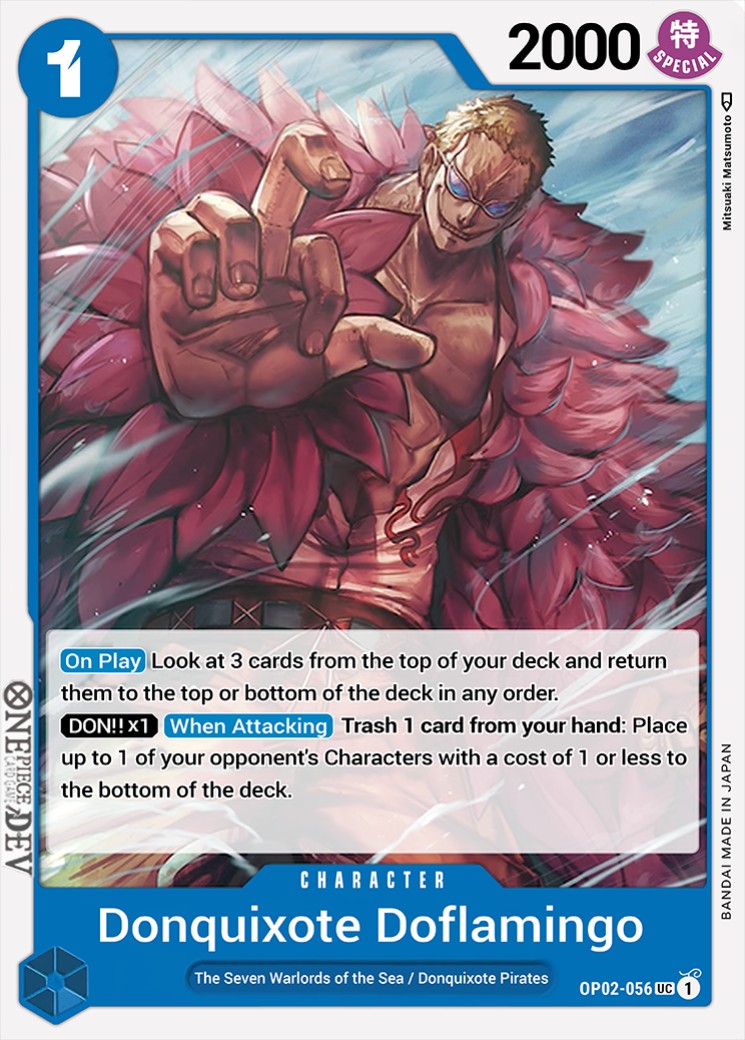 1
2000
特
SPECIAL
Mitsuaki Matsumoto
On Play Look at 3 cards from the top of your deck and return
them to the top or bottom of the deck in any order.
DON!! x1 When Attacking Trash 1 card from your hand: Place
up to 1 of your opponent's Characters with a cost of 1 or less to
the bottom of the deck.
ONE PIECE
CARD GAME
DEV
BANDAI MADE IN JAPAN
CHARACTER
Donquixote Doflamingo
The Seven Warlords of the Sea / Donquixote Pirates
OP02-056 UC 1